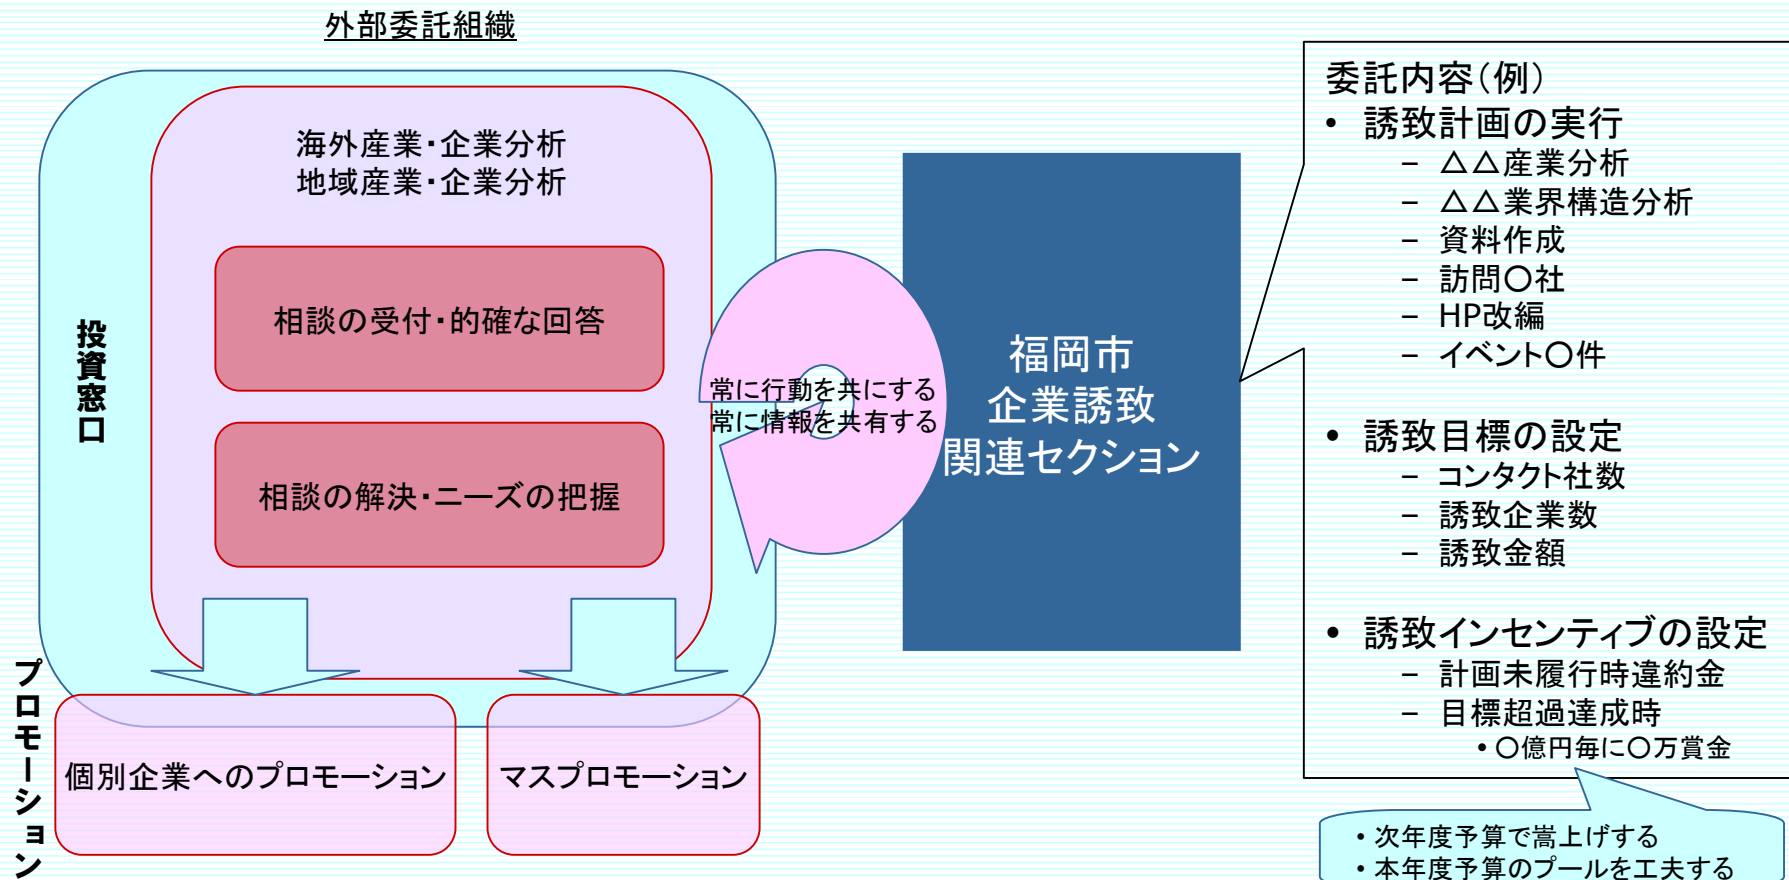 外部委託組織
海外産業・企業分析
地域産業・企業分析
相談の受付・的確な回答
相談の解決・ニーズの把握
投資窓口
プロモーション
個別企業へのプロモーション
マスプロモーション
常に行動を共にする
常に情報を共有する
福岡市
企業誘致
関連セクション
委託内容（例）
• 誘致計画の実行
– △△産業分析
– △△業界構造分析
– 資料作成
– 訪問〇社
– HP改編
– イベント〇件
• 誘致目標の設定
– コンタクト社数
– 誘致企業数
– 誘致金額
• 誘致インセンティブの設定
– 計画未履行時違約金
– 目標超過達成時
• 〇億円毎に〇万賞金
• 次年度予算で嵩上げする
• 本年度予算のプールを工夫する